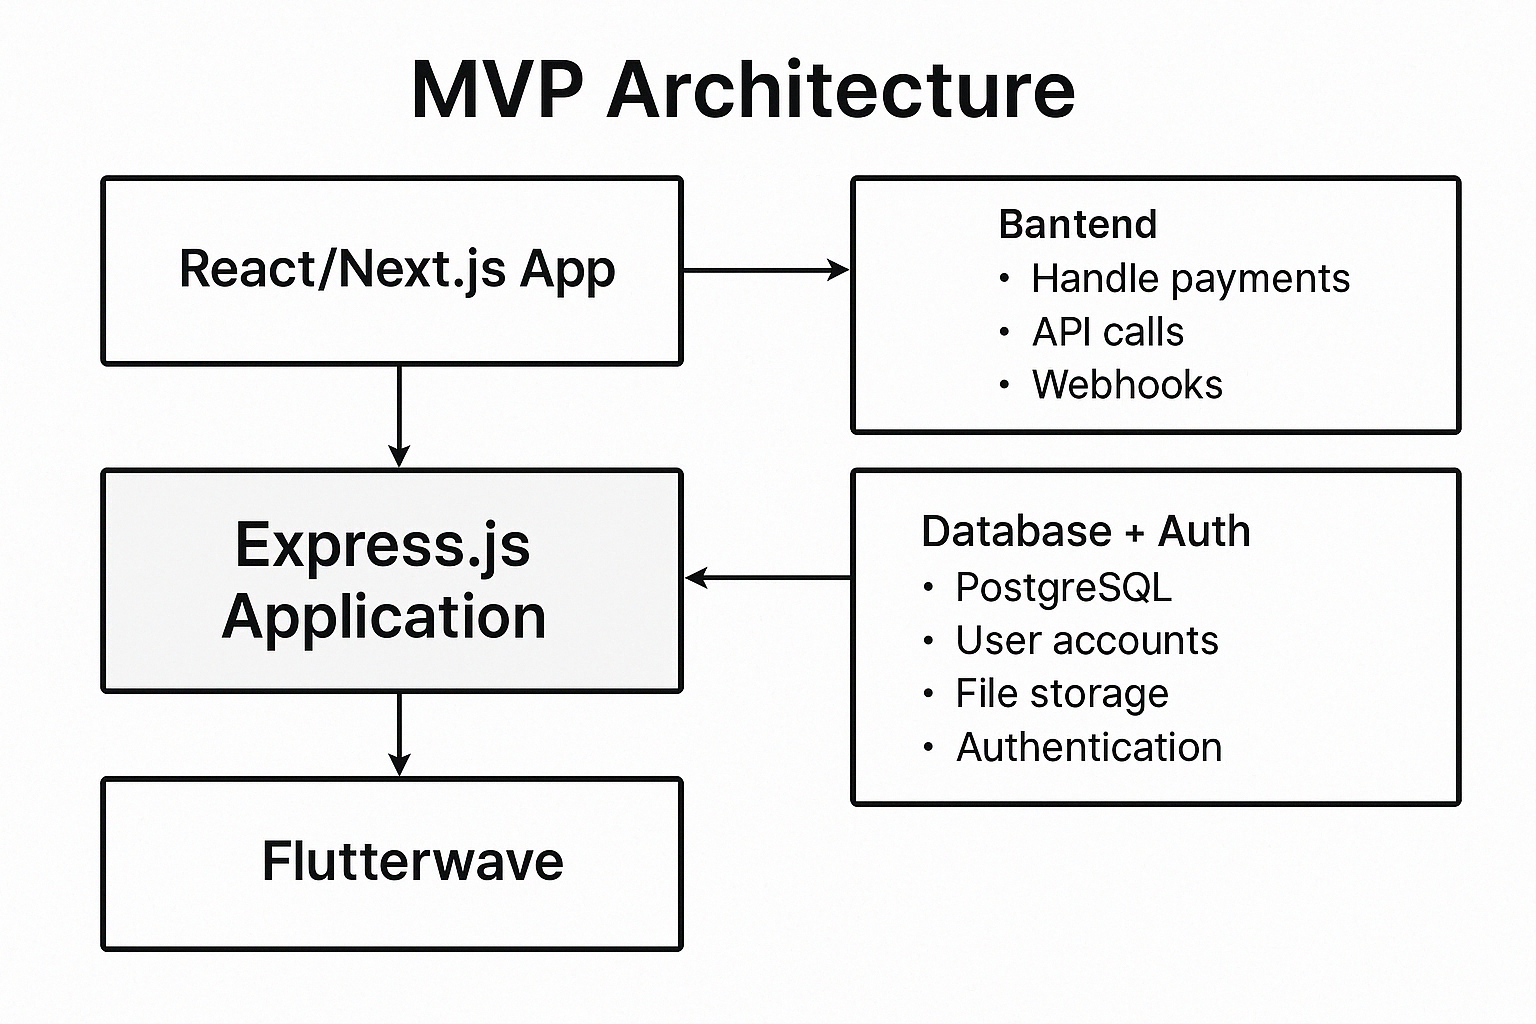 MVP Architecture
React/Next.js App
Bantend
• Handle payments
• API calls
• Webhooks
Express.js
Application
Database + Auth
• PostgreSQL
• User accounts
• File storage
• Authentication
Flutterwave